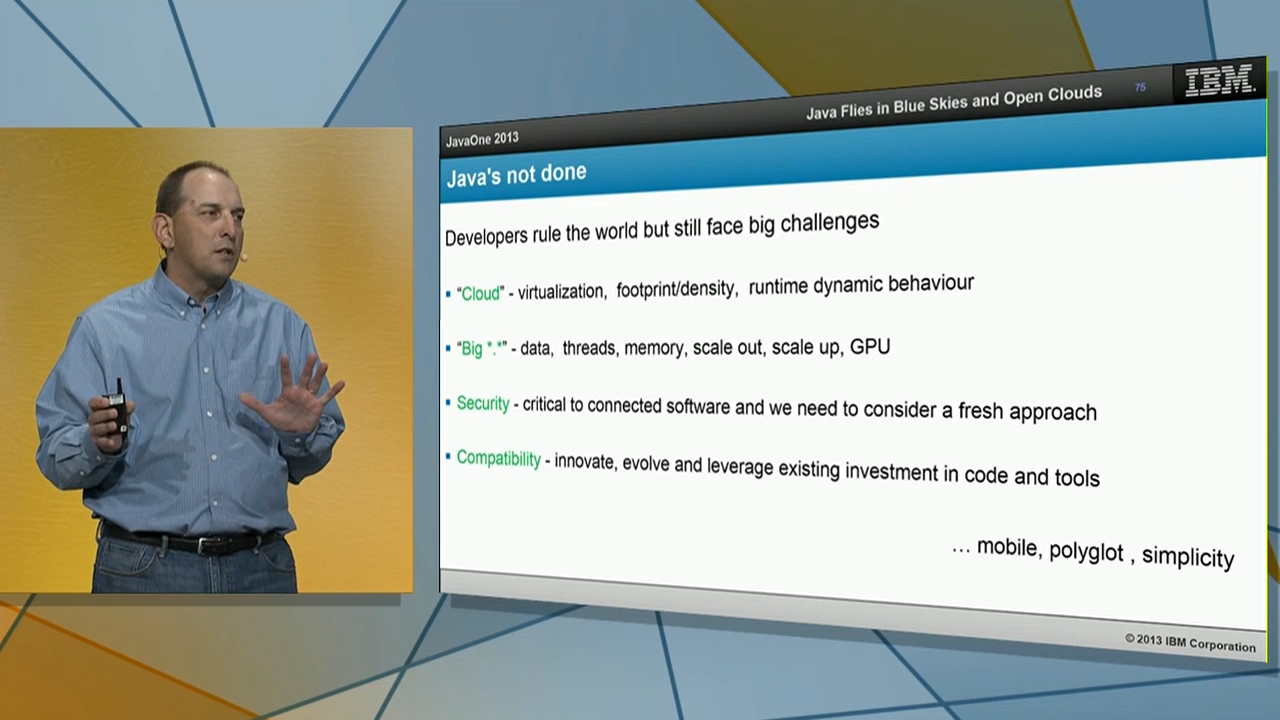 JavaOne 2013
Java Flies in Blue Skies and Open Clouds
75
IBM.
Java's not done
Developers rule the world but still face big challenges
▪ “Cloud” - virtualization, footprint/density, runtime dynamic behaviour
▪ “Big *.*” - data, threads, memory, scale out, scale up, GPU
▪ Security - critical to connected software and we need to consider a fresh approach
▪ Compatibility - innovate, evolve and leverage existing investment in code and tools
… mobile, polyglot , simplicity
© 2013 IBM Corporation